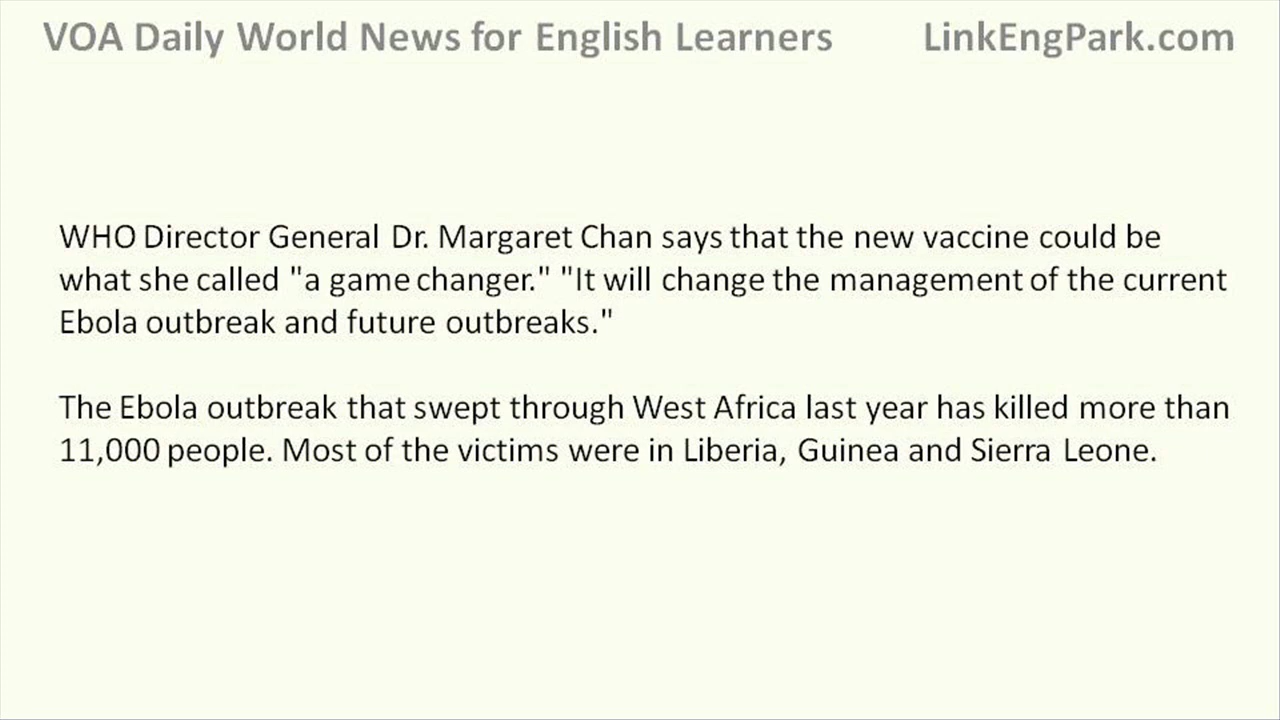 VOA Daily World News for English Learners LinkEngPark.com
WHO Director General Dr. Margaret Chan says that the new vaccine could be
what she called "a game changer." "It will change the management of the current
Ebola outbreak and future outbreaks."
The Ebola outbreak that swept through West Africa last year has killed more than
11,000 people. Most of the victims were in Liberia, Guinea and Sierra Leone.